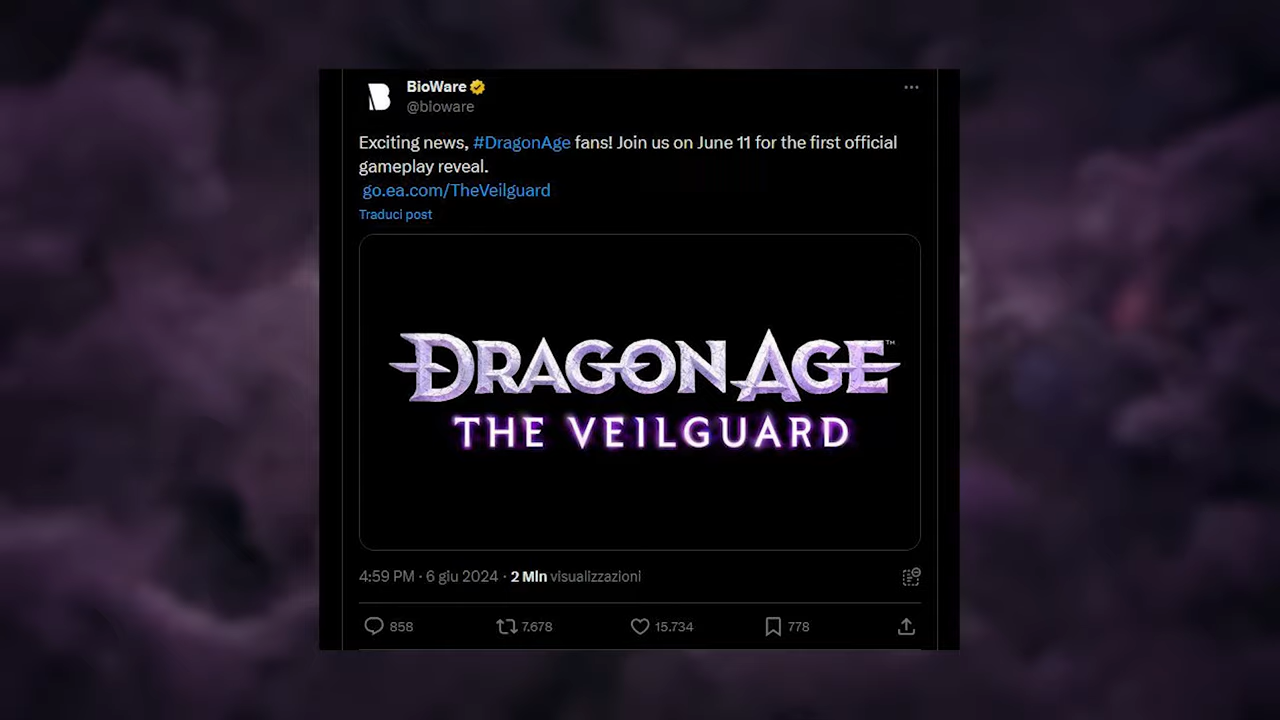 BioWare
@bioware
Exciting news, #DragonAge fans! Join us on June 11 for the first official
gameplay reveal.
go.ea.com/TheVeilguard
Traduci post
DRAGON AGE™
THE VEILGUARD
4:59 PM · 6 giu 2024 · 2 Mln visualizzazioni
858 7.678 15.734 778